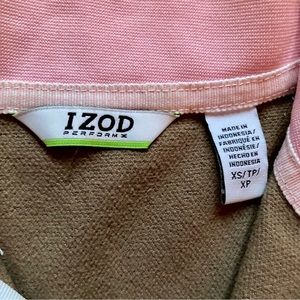 IZOD
PERFORMX
MADE IN
INDONESIA/
FABRIQUÉ EN
INDONÉSIE/
HECHO EN
INDONESIA
XS/TP/
XP